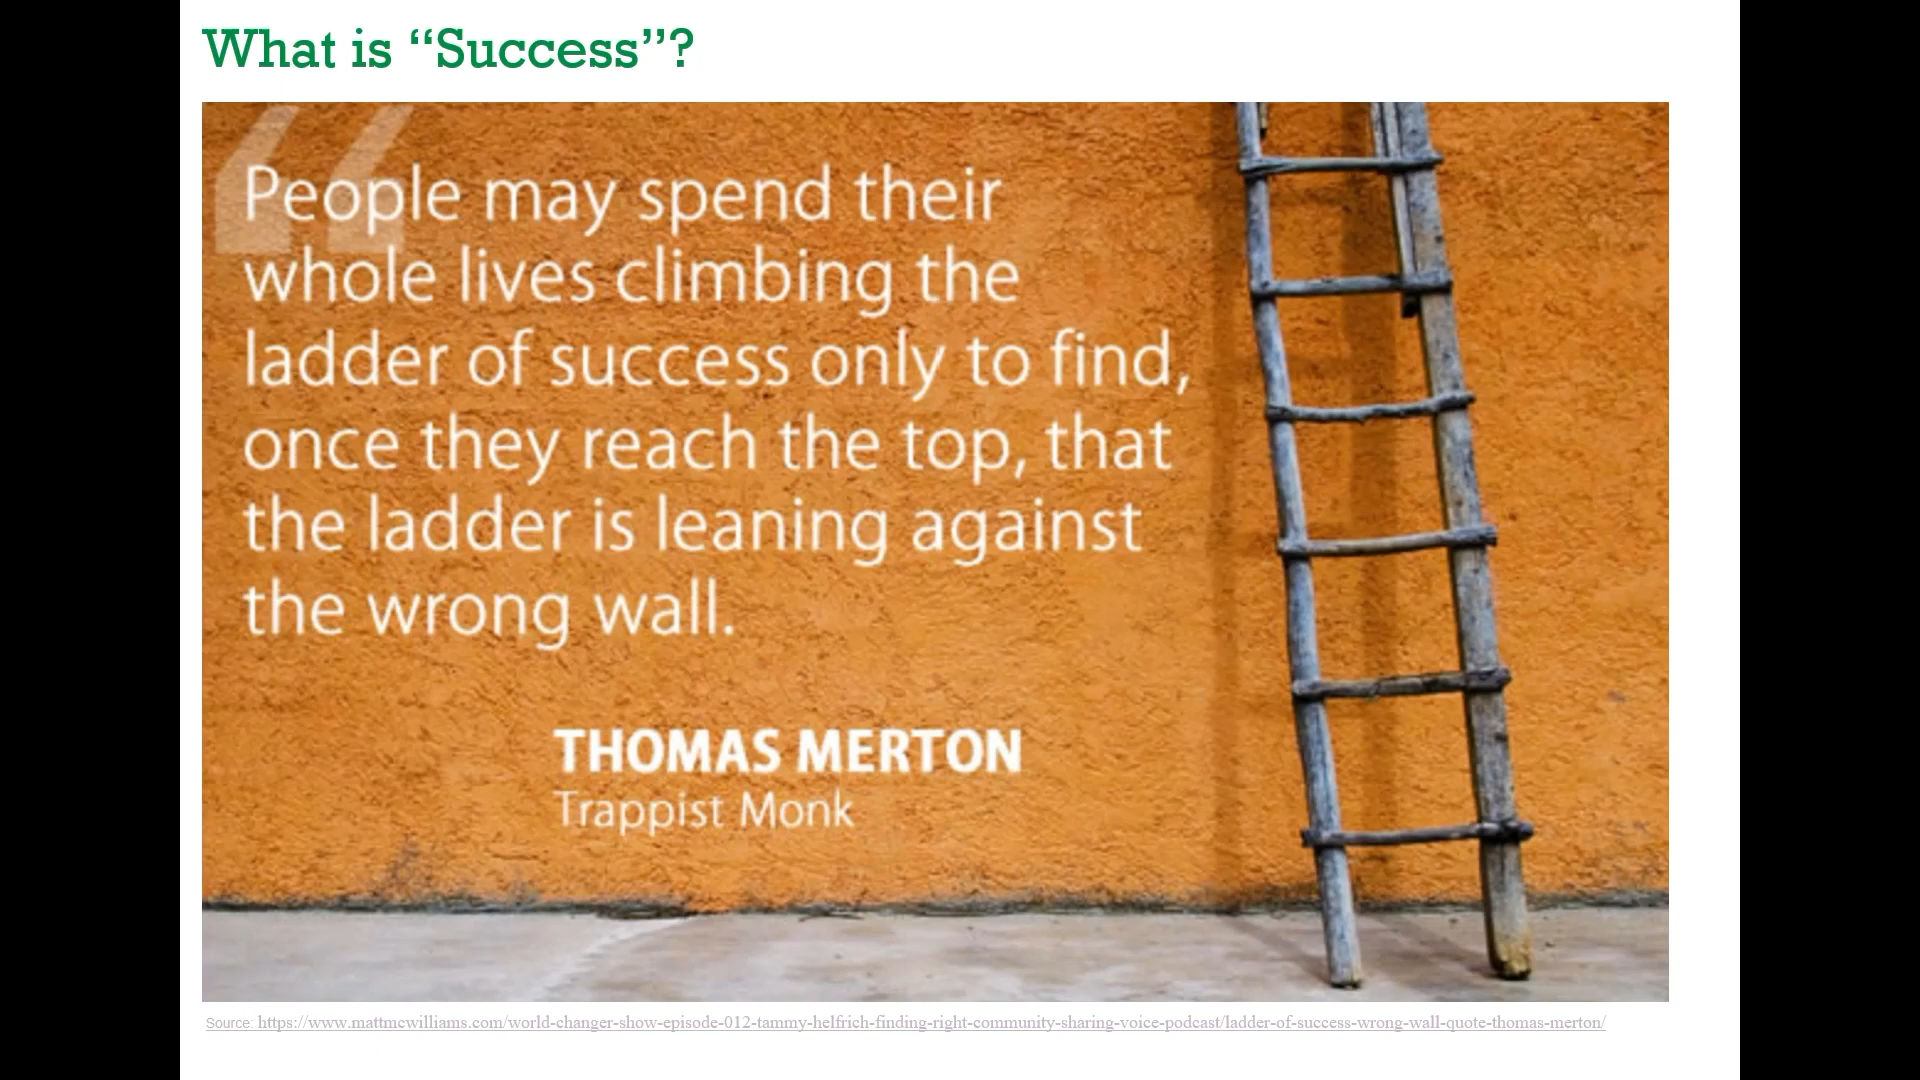 What is “Success”?
People may spend their
whole lives climbing the
ladder of success only to find,
once they reach the top, that
the ladder is leaning against
the wrong wall.
THOMAS MERTON
Trappist Monk
Source: https://www.mattmcwilliams.com/world-changer-show-episode-012-tammy-helfrich-finding-right-community-sharing-voice-podcast/ladder-of-success-wrong-wall-quote-thomas-merton/